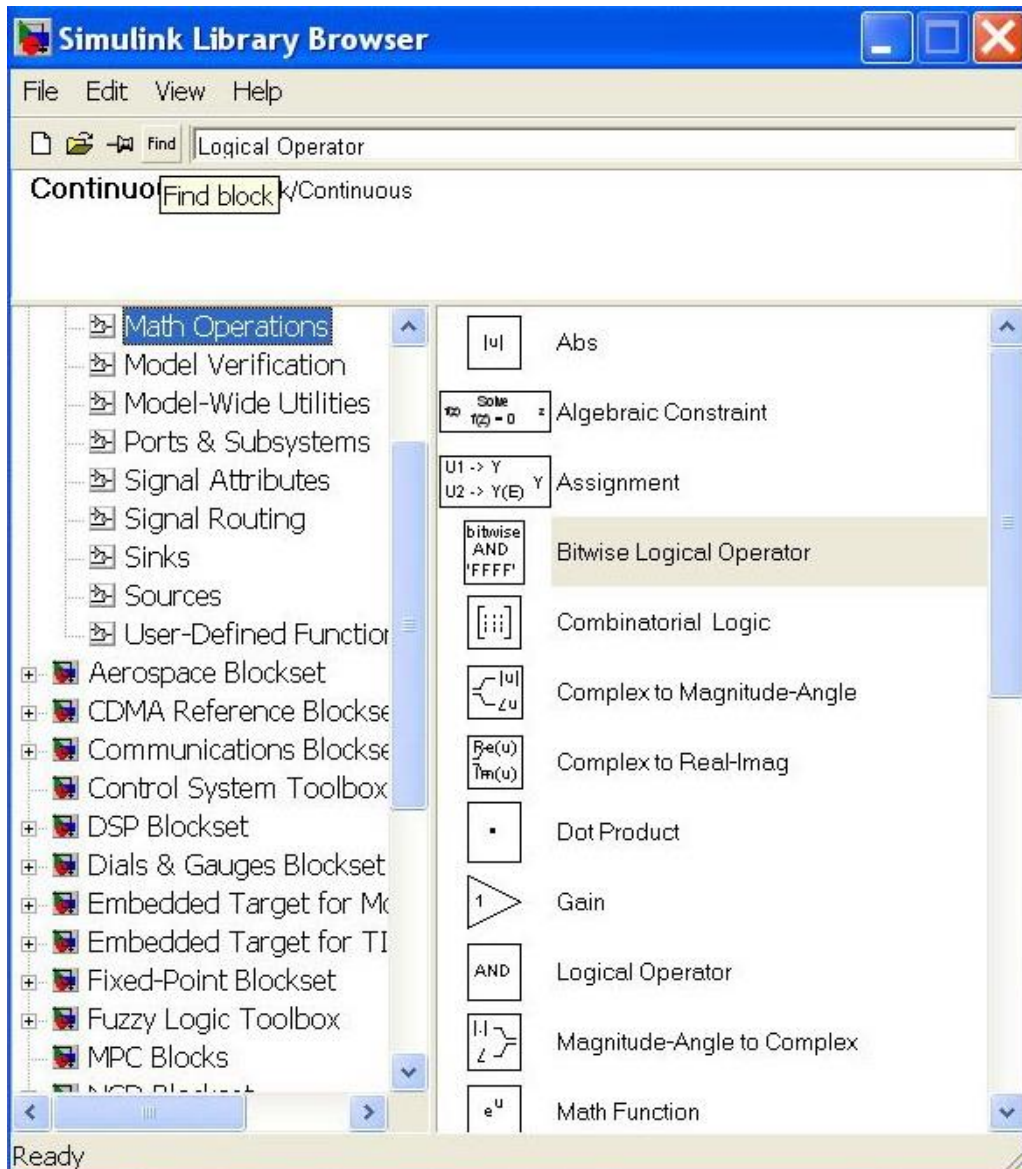 Simulink Library Browser
File Edit View Help
Find Logical Operator
Continuo k/Continuous
Find block
Math Operations
Model Verification
Model-Wide Utilities
Ports & Subsystems
Signal Attributes
Signal Routing
Sinks
Sources
User-Defined Function
Aerospace Blockset
CDMA Reference Blockse
Communications Blockse
Control System Toolbox
DSP Blockset
Dials & Gauges Blockset
Embedded Target for Mo
Embedded Target for TI
Fixed-Point Blockset
Fuzzy Logic Toolbox
MPC Blocks
|u| Abs
f(z) Solve f(z) = 0 z Algebraic Constraint
U1 -> Y
U2 -> Y(E) Y Assignment
bitwise
AND
'FFFF' Bitwise Logical Operator
[:::] Combinatorial Logic
|u|
∠u Complex to Magnitude-Angle
Re(u)
Im(u) Complex to Real-Imag
Dot Product
1 Gain
AND Logical Operator
|.|
∠ Magnitude-Angle to Complex
e^u Math Function
Ready